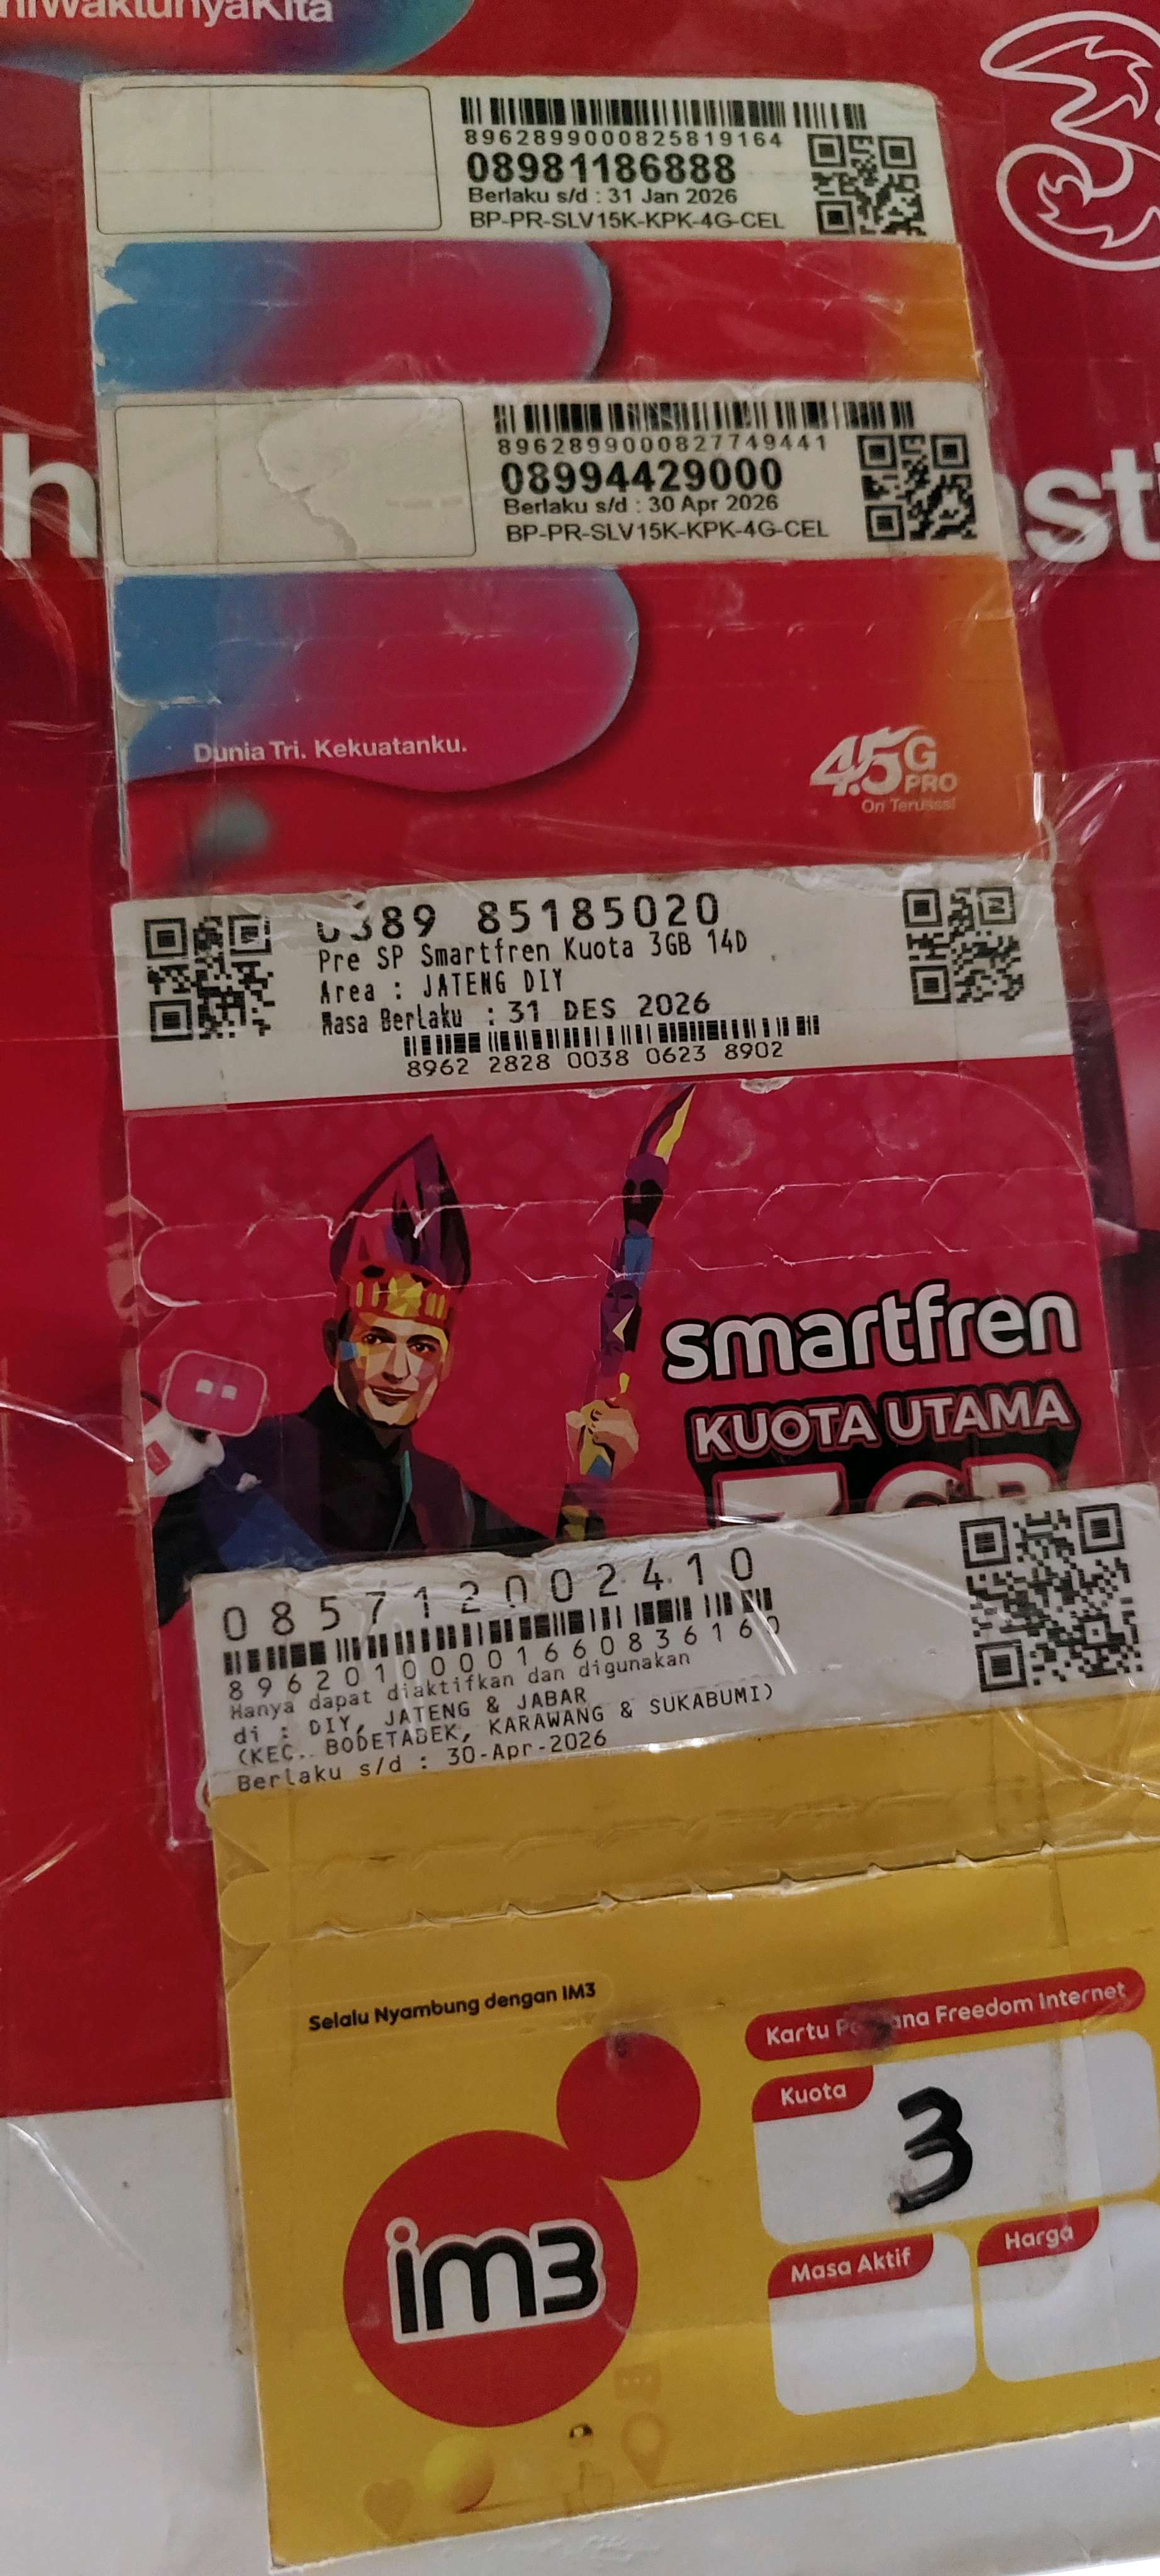 8962899000825819164
08981186888
Berlaku s/d : 31 Jan 2026
BP-PR-SLV15K-KPK-4G-CEL
8962899000827749441
08994429000
Berlaku s/d : 30 Apr 2026
BP-PR-SLV15K-KPK-4G-CEL
Dunia Tri. Kekuatanku.
4.5G
PRO
On Terusss!
85185020
Pre SP Smartfren Kuota 3GB 14D
Area : JATENG DIY
Masa Berlaku : 31 DES 2026
8962 2828 0038 0623 8902
smartfren
KUOTA UTAMA
085712002410
89620100001660836160
Hanya dapat diaktifkan dan digunakan
di : DIY, JATENG & JABAR
(KEC.. BODETABEK, KARAWANG & SUKABUMI)
Berlaku s/d : 30-Apr-2026
Selalu Nyambung dengan IM3
Kartu Perdana Freedom Internet
Kuota
3
Masa Aktif
Harga
im3